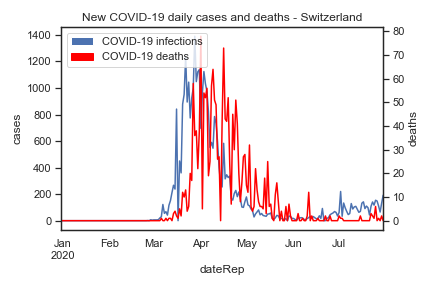 New COVID-19 daily cases and deaths - Switzerland
COVID-19 infections
COVID-19 deaths
1400
1200
1000
800
600
400
200
0
cases
80
70
60
50
40
30
20
10
0
deaths
Jan Feb Mar Apr May Jun Jul
2020
dateRep